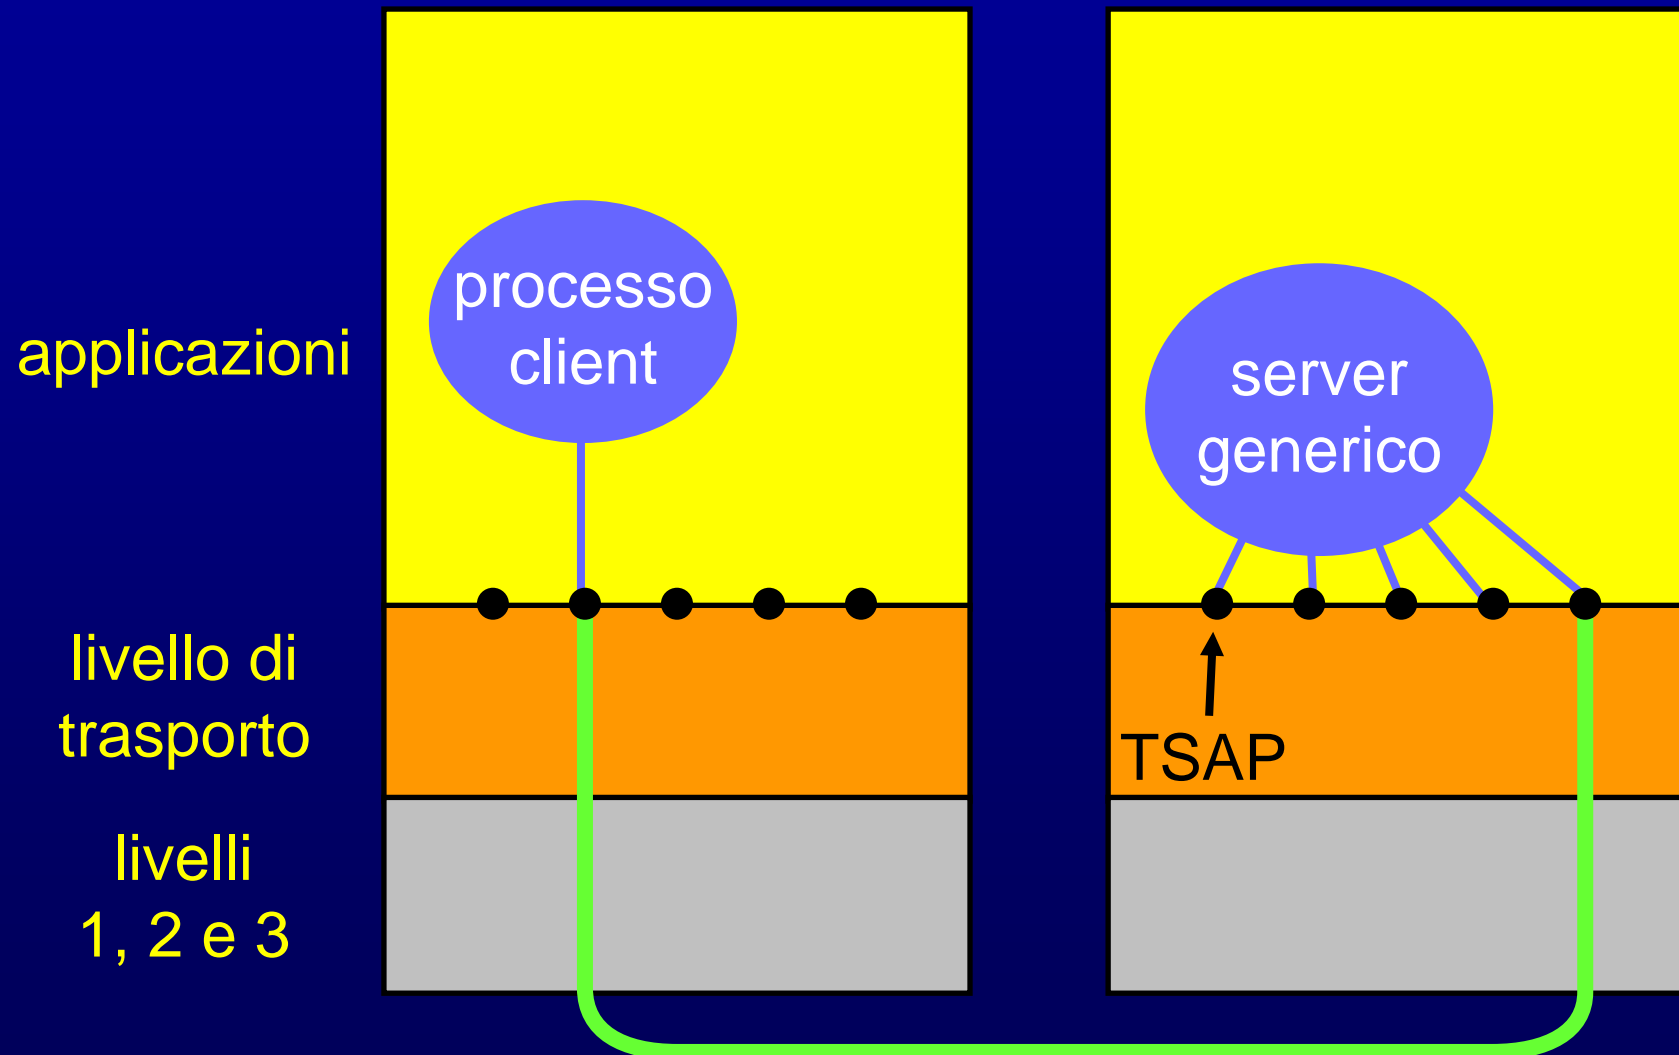 applicazioni
processo
client
server
generico
livello di
trasporto
TSAP
livelli
1, 2 e 3